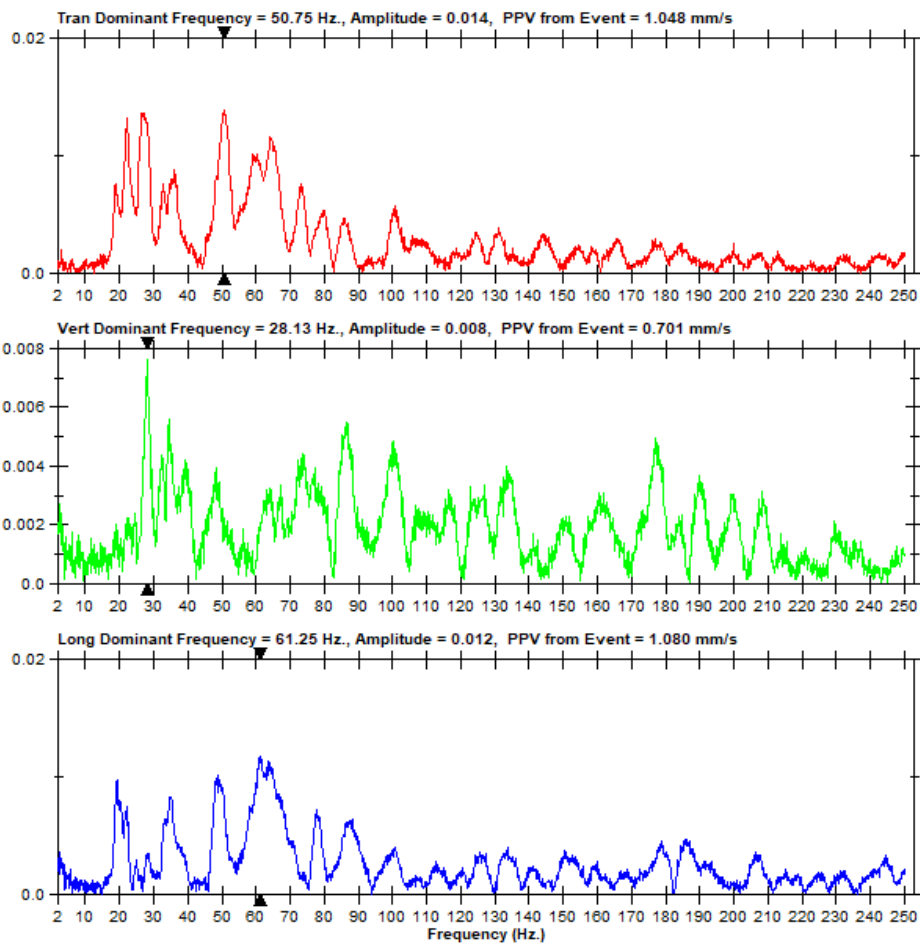 Tran Dominant Frequency = 50.75 Hz., Amplitude = 0.014, PPV from Event = 1.048 mm/s
0.02
0.0
2 10 20 30 40 50 60 70 80 90 100 110 120 130 140 150 160 170 180 190 200 210 220 230 240 250
Vert Dominant Frequency = 28.13 Hz., Amplitude = 0.008, PPV from Event = 0.701 mm/s
0.008
0.006
0.004
0.002
0.0
2 10 20 30 40 50 60 70 80 90 100 110 120 130 140 150 160 170 180 190 200 210 220 230 240 250
Long Dominant Frequency = 61.25 Hz., Amplitude = 0.012, PPV from Event = 1.080 mm/s
0.02
0.0
2 10 20 30 40 50 60 70 80 90 100 110 120 130 140 150 160 170 180 190 200 210 220 230 240 250
Frequency (Hz.)